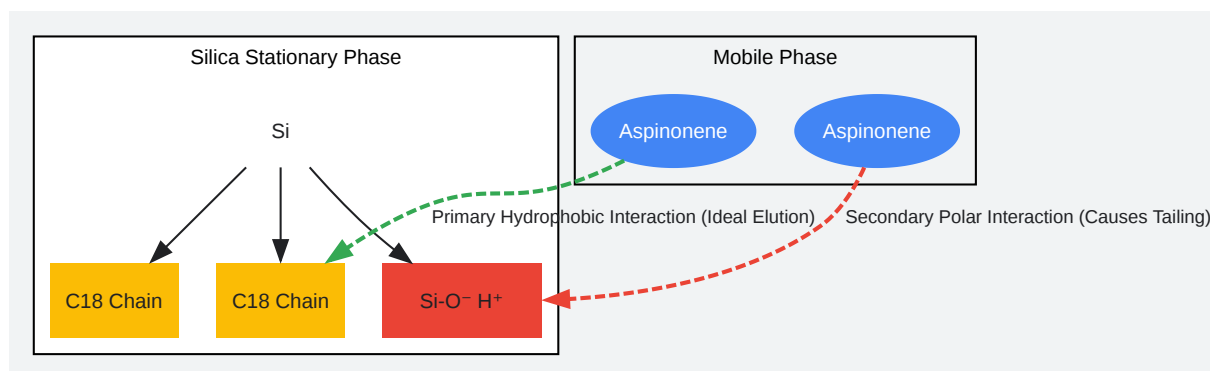 Silica Stationary Phase
Mobile Phase
Si
Aspinonene
Aspinonene
Primary Hydrophobic Interaction (Ideal Elution)
Secondary Polar Interaction (Causes Tailing)
C18 Chain
C18 Chain
Si-O⁻ H⁺